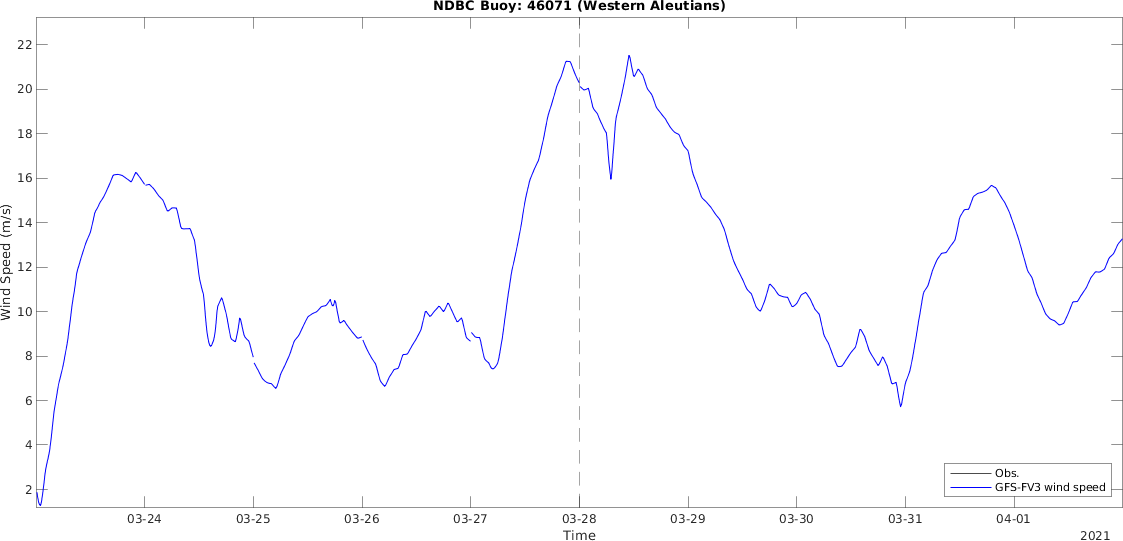 NDBC Buoy: 46071 (Western Aleutians)
22
20
18
16
14
12
10
8
6
4
2
Wind Speed (m/s)
Obs.
GFS-FV3 wind speed
03-24 03-25 03-26 03-27 03-28 03-29 03-30 03-31 04-01
Time
2021